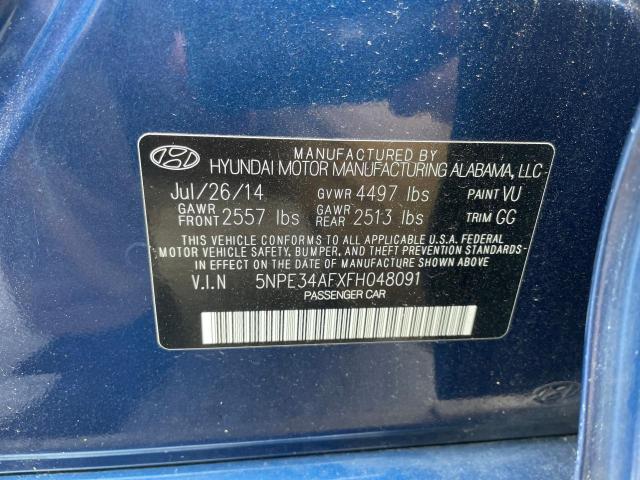 MANUFACTURED BY
HYUNDAI MOTOR MANUFACTURING ALABAMA, LLC
Jul/26/14 GVWR 4497 lbs PAINT VU
GAWR FRONT 2557 lbs GAWR REAR 2513 lbs TRIM GG
THIS VEHICLE CONFORMS TO ALL APPLICABLE U.S.A. FEDERAL
MOTOR VEHICLE SAFETY, BUMPER, AND THEFT PREVENTION STANDARDS
IN EFFECT ON THE DATE OF MANUFACTURE SHOWN ABOVE.
V.I.N 5NPE34AFXFH048091
PASSENGER CAR